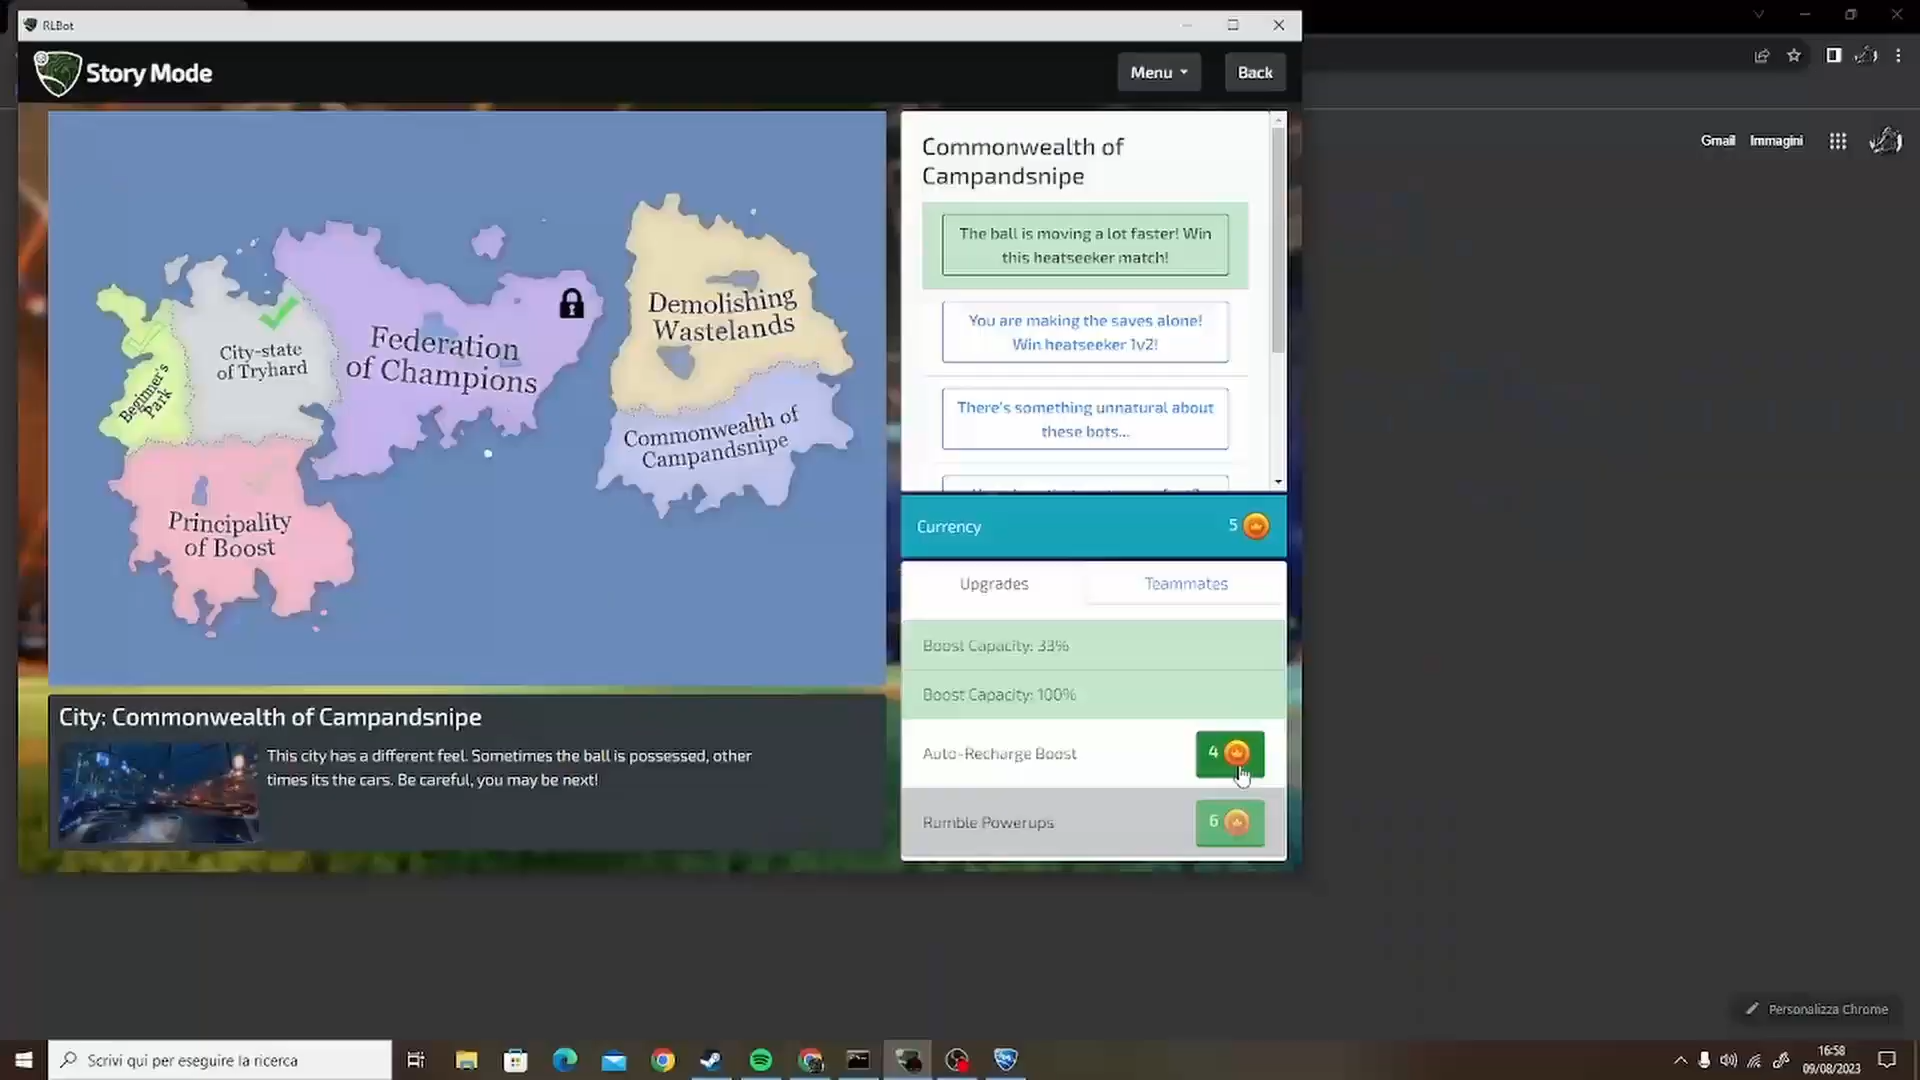 RLBot
Story Mode
Menu
Back
Gmail
Immagini
Beginner's
Park
City-state
of Tryhard
Federation
of Champions
Demolishing
Wastelands
Commonwealth of
Campandsnipe
Principality
of Boost
Commonwealth of
Campandsnipe
The ball is moving a lot faster! Win
this heatseeker match!
You are making the saves alone!
Win heatseeker 1v2!
There's something unnatural about
these bots...
Currency
5
Upgrades
Teammates
Boost Capacity: 33%
Boost Capacity: 100%
Auto-Recharge Boost
4
Rumble Powerups
6
City: Commonwealth of Campandsnipe
This city has a different feel. Sometimes the ball is possessed, other
times its the cars. Be careful, you may be next!
Personalizza Chrome
Scrivi qui per eseguire la ricerca
16:58
09/08/2023